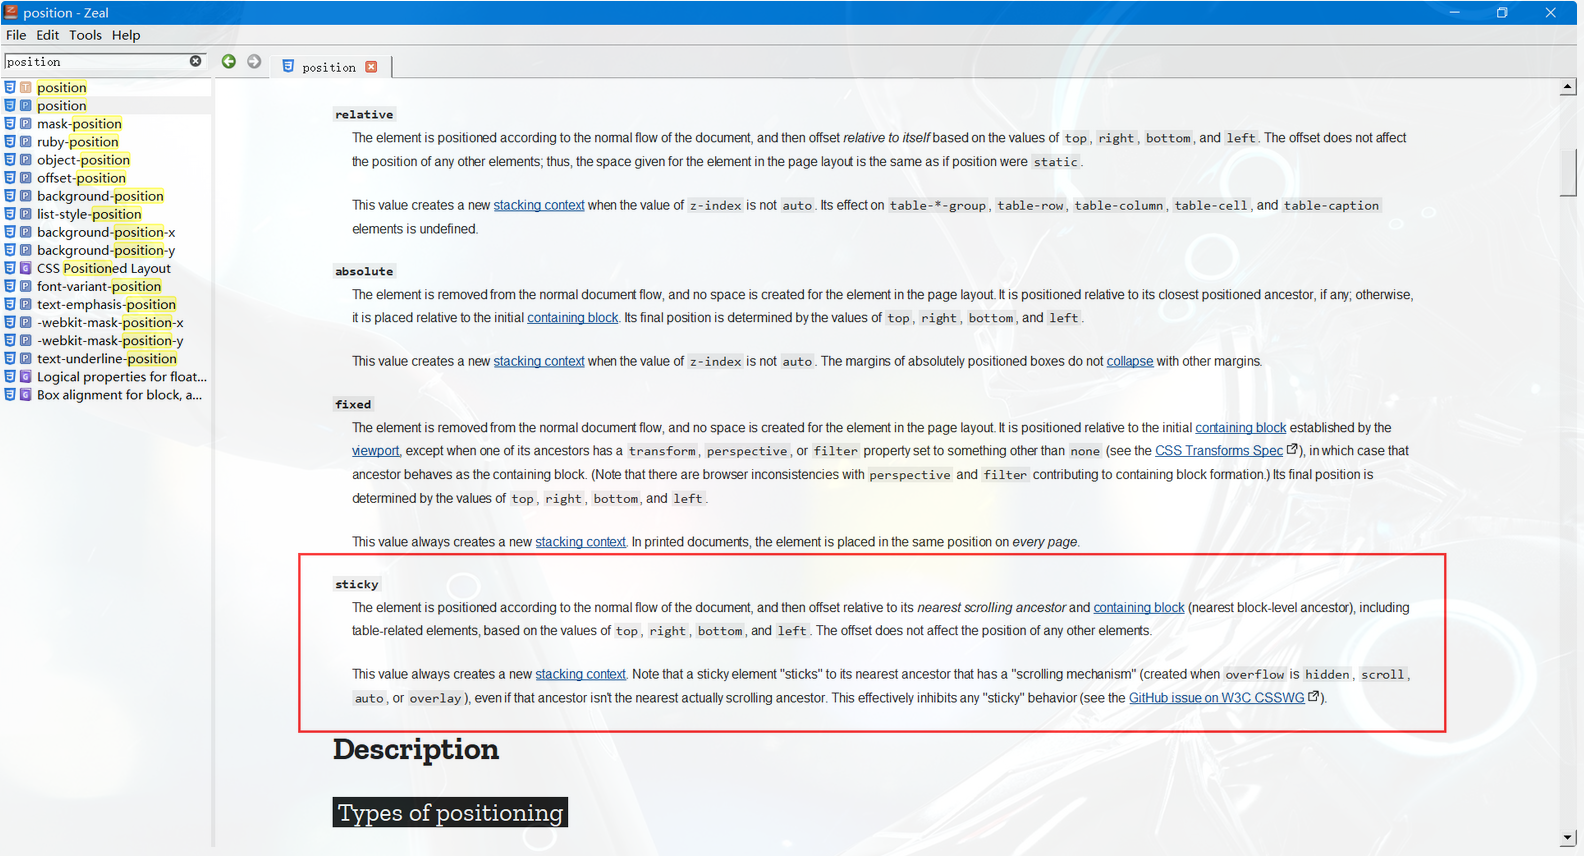 position - Zeal
File Edit Tools Help
position
position
position
position
mask-position
ruby-position
object-position
offset-position
background-position
list-style-position
background-position-x
background-position-y
CSS Positioned Layout
font-variant-position
text-emphasis-position
-webkit-mask-position-x
-webkit-mask-position-y
text-underline-position
Logical properties for float...
Box alignment for block, a...
relative
The element is positioned according to the normal flow of the document, and then offset relative to itself based on the values of top, right, bottom, and left. The offset does not affect
the position of any other elements; thus, the space given for the element in the page layout is the same as if position were static.
This value creates a new stacking context when the value of z-index is not auto. Its effect on table-*-group, table-row, table-column, table-cell, and table-caption
elements is undefined.
absolute
The element is removed from the normal document flow, and no space is created for the element in the page layout. It is positioned relative to its closest positioned ancestor, if any; otherwise,
it is placed relative to the initial containing block. Its final position is determined by the values of top, right, bottom, and left.
This value creates a new stacking context when the value of z-index is not auto. The margins of absolutely positioned boxes do not collapse with other margins.
fixed
The element is removed from the normal document flow, and no space is created for the element in the page layout. It is positioned relative to the initial containing block established by the
viewport, except when one of its ancestors has a transform, perspective, or filter property set to something other than none (see the CSS Transforms Spec), in which case that
ancestor behaves as the containing block. (Note that there are browser inconsistencies with perspective and filter contributing to containing block formation.) Its final position is
determined by the values of top, right, bottom, and left.
This value always creates a new stacking context. In printed documents, the element is placed in the same position on every page.
sticky
The element is positioned according to the normal flow of the document, and then offset relative to its nearest scrolling ancestor and containing block (nearest block-level ancestor), including
table-related elements, based on the values of top, right, bottom, and left. The offset does not affect the position of any other elements.
This value always creates a new stacking context. Note that a sticky element "sticks" to its nearest ancestor that has a "scrolling mechanism" (created when overflow is hidden, scroll,
auto, or overlay), even if that ancestor isn't the nearest actually scrolling ancestor. This effectively inhibits any "sticky" behavior (see the GitHub issue on W3C CSSWG).
Description
Types of positioning